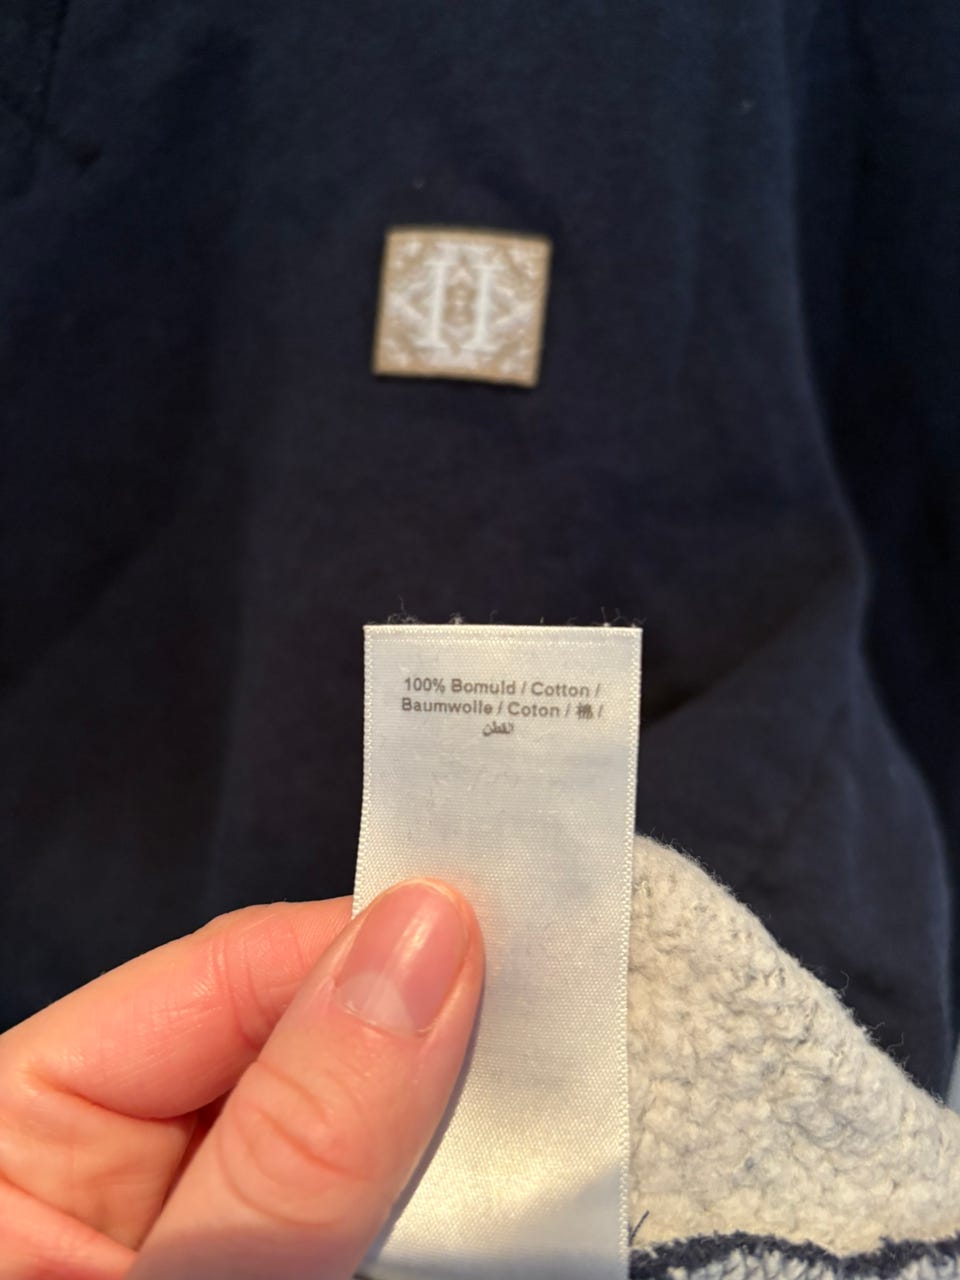 H
100% Bomuld / Cotton /
Baumwolle / Coton / 棉 /
القطن